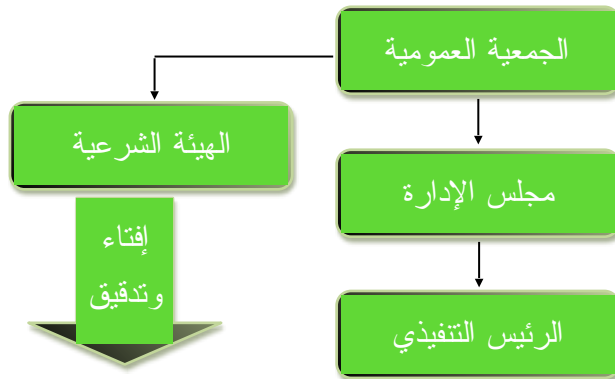 الجمعية العمومية
الهيئة الشرعية
مجلس الإدارة
إفتاء
وتدقيق
الرئيس التنفيذي